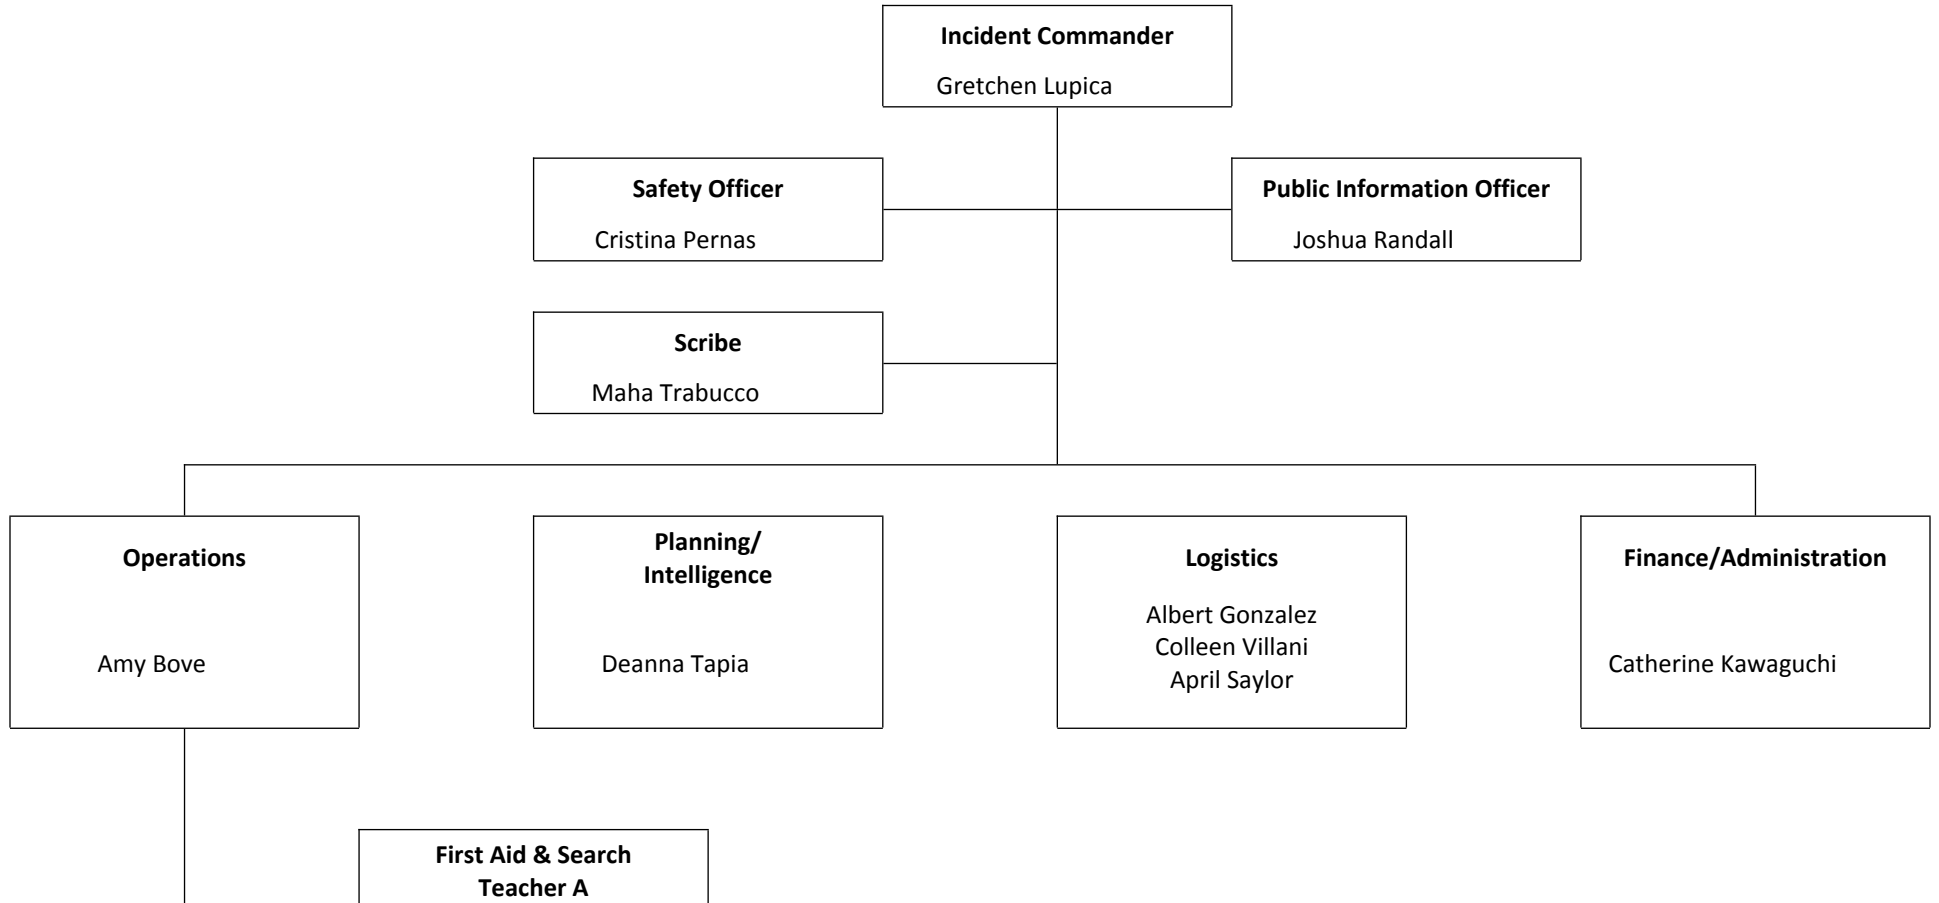 Incident Commander
Gretchen Lupica
Safety Officer
Cristina Pernas
Public Information Officer
Joshua Randall
Scribe
Maha Trabucco
Operations
Amy Bove
Planning/
Intelligence
Deanna Tapia
Logistics
Albert Gonzalez
Colleen Villani
April Saylor
Finance/Administration
Catherine Kawaguchi
First Aid & Search
Teacher A